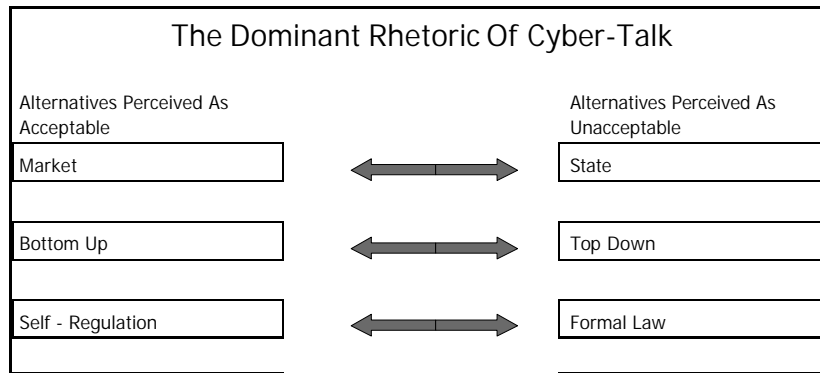 The Dominant Rhetoric Of Cyber-Talk
Alternatives Perceived As
Acceptable
Alternatives Perceived As
Unacceptable
Market
State
Bottom Up
Top Down
Self - Regulation
Formal Law